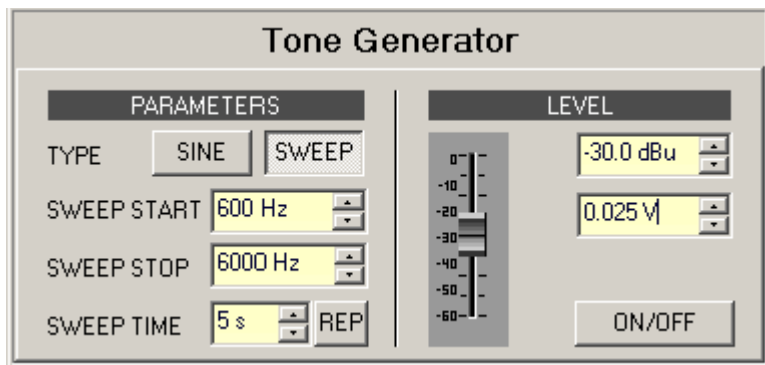 Tone Generator
PARAMETERS
TYPE SINE SWEEP
SWEEP START 600 Hz
SWEEP STOP 6000 Hz
SWEEP TIME 5 s REP
LEVEL
0
-10
-20
-30
-40
-50
-60
-30.0 dBu
0.025 V
ON/OFF